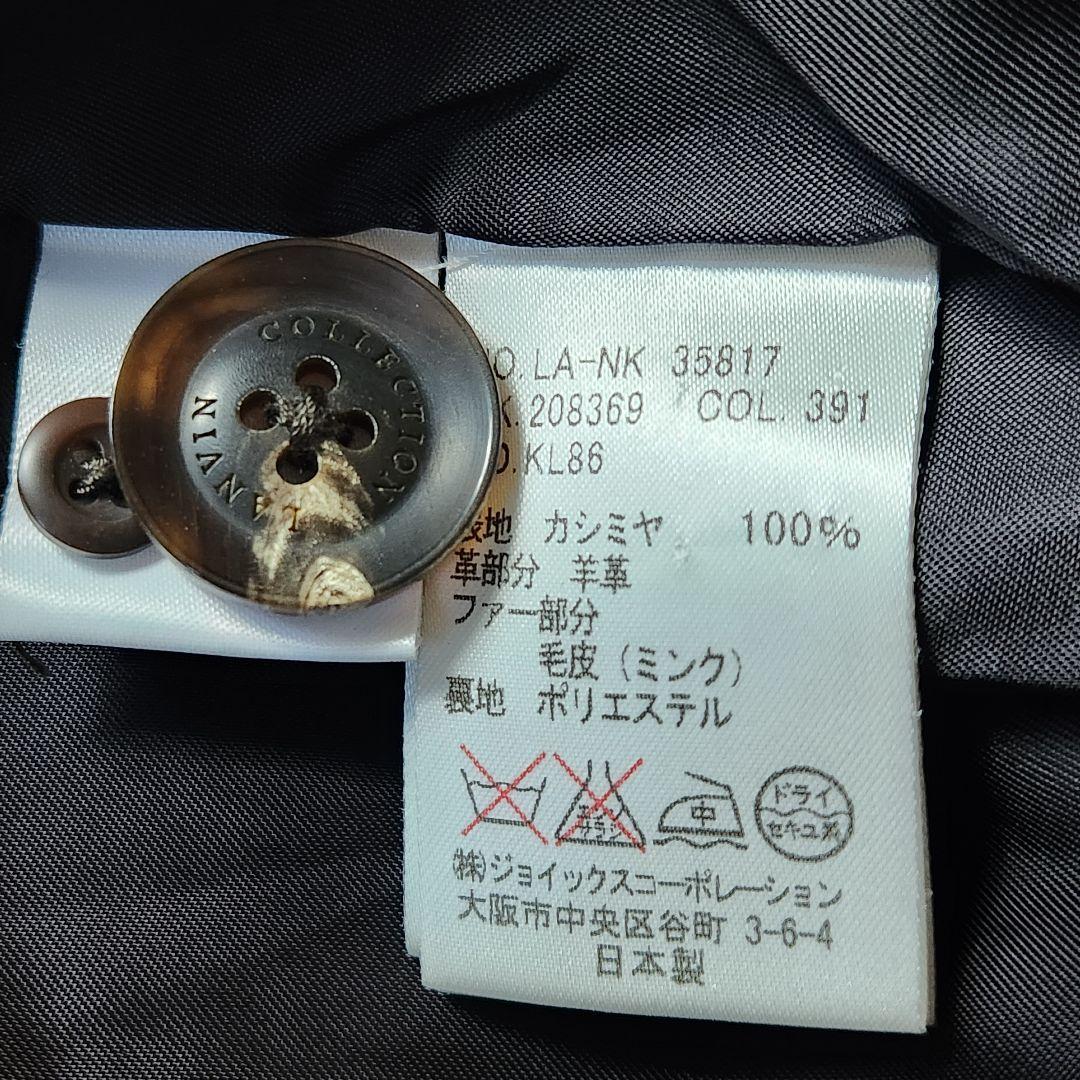 LANVIN COLLECTION
O. LA-NK 35817
K. 208369 COL. 391
O. KL86
表地 カシミヤ 100%
革部分 羊革
ファー部分
毛皮(ミンク)
裏地 ポリエステル
中
ドライ
セキユ系
(株)ジョイックスコーポレーション
大阪市中央区谷町 3-6-4
日本製